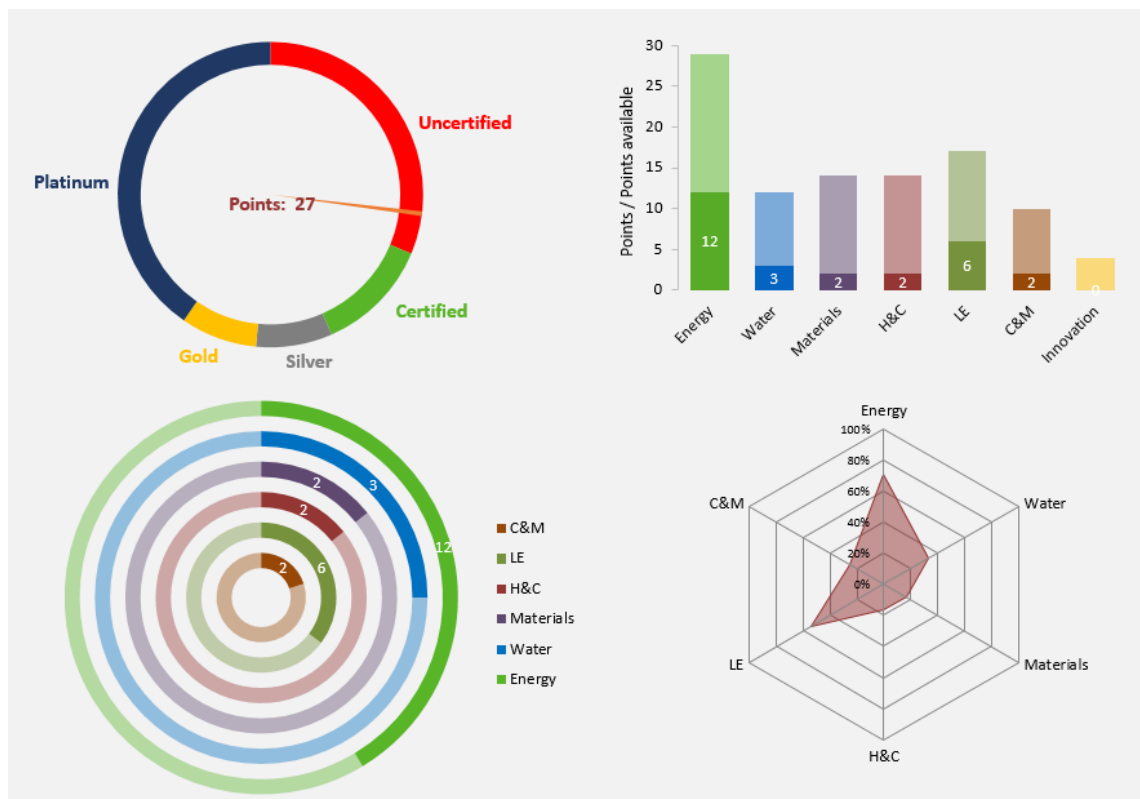 Uncertified
Platinum
Points: 27
Certified
Gold
Silver
Points / Points available
30
25
20
15
10
5
0
12
3
2
2
6
2
0
Energy
Water
Materials
H&C
LE
C&M
Innovation
2
6
2
2
3
12
C&M
LE
H&C
Materials
Water
Energy
Energy
100%
80%
60%
40%
20%
0%
C&M
Water
LE
Materials
H&C